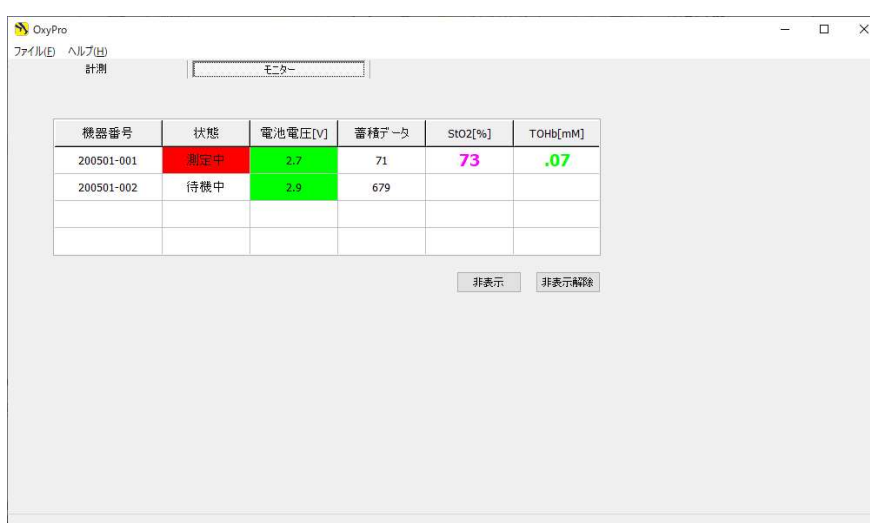 OxyPro
ファイル(F) ヘルプ(H)
計測 モニター
機器番号 状態 電池電圧[V] 蓄積データ StO2[%] TOHb[mM]
200501-001 測定中 2.7 71 73 .07
200501-002 待機中 2.9 679
非表示 非表示解除